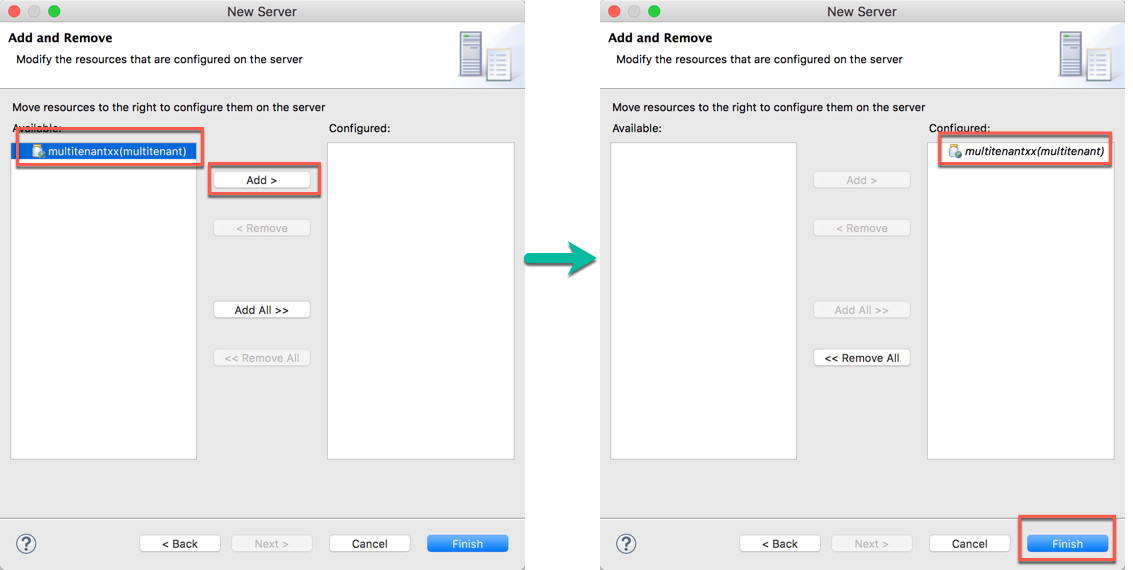 New Server
Add and Remove
Modify the resources that are configured on the server
Move resources to the right to configure them on the server
Available:
Configured:
multitenantxx(multitenant)
Add >
< Remove
Add All >>
<< Remove All
?
< Back
Next >
Cancel
Finish
New Server
Add and Remove
Modify the resources that are configured on the server
Move resources to the right to configure them on the server
Available:
Configured:
multitenantxx(multitenant)
Add >
< Remove
Add All >>
<< Remove All
?
< Back
Next >
Cancel
Finish